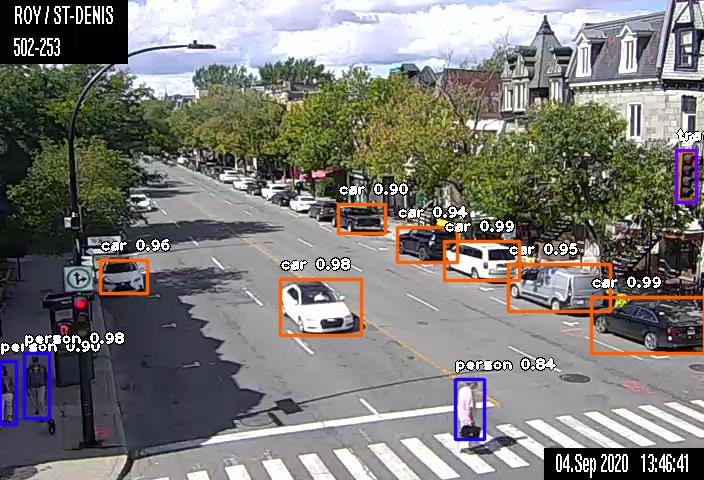 ROY / ST-DENIS
502-253
car 0.90
car 0.94
car 0.99
car 0.96
car 0.95
car 0.98
car 0.99
person 0.98
person 0.90
person 0.84
04.Sep 2020 13:46:41